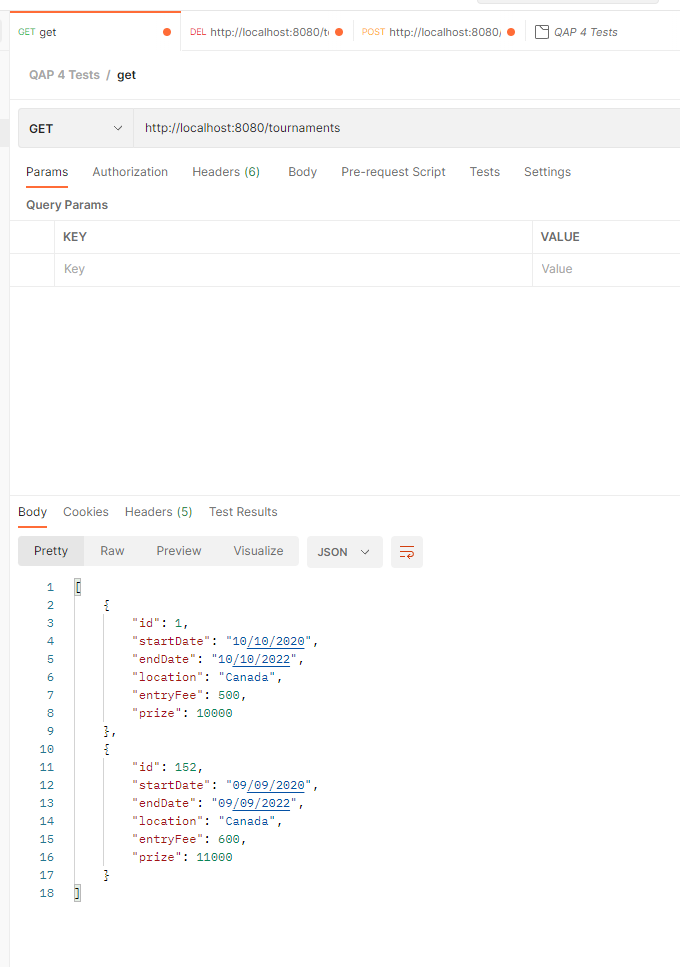 GET get
DEL http://localhost:8080/t
POST http://localhost:8080/
QAP 4 Tests
QAP 4 Tests / get
GET http://localhost:8080/tournaments
Params Authorization Headers (6) Body Pre-request Script Tests Settings
Query Params
KEY VALUE
Key Value
Body Cookies Headers (5) Test Results
Pretty Raw Preview Visualize JSON
1 [
2 {
3 "id": 1,
4 "startDate": "10/10/2020",
5 "endDate": "10/10/2022",
6 "location": "Canada",
7 "entryFee": 500,
8 "prize": 10000
9 },
10 {
11 "id": 152,
12 "startDate": "09/09/2020",
13 "endDate": "09/09/2022",
14 "location": "Canada",
15 "entryFee": 600,
16 "prize": 11000
17 }
18 ]